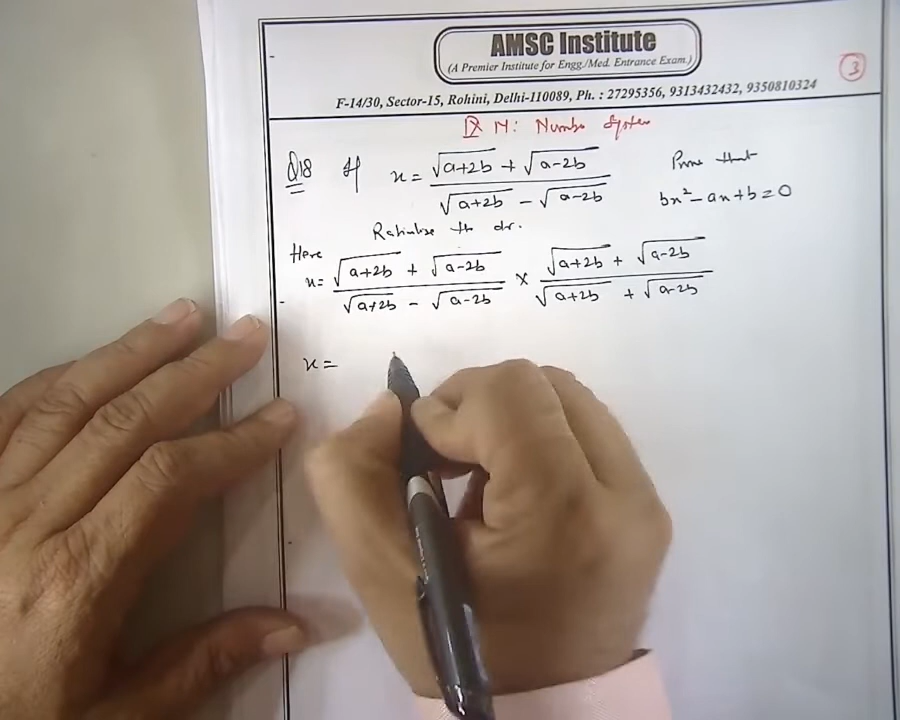 AMSC Institute
(A Premier Institute for Engg./Med. Entrance Exam.)
3
F-14/30, Sector-15, Rohini, Delhi-110089, Ph. : 27295356, 9313432432, 9350810324
IX M: Number System
Q18 If x = (√(a+2b) + √(a-2b)) / (√(a+2b) - √(a-2b)) Prove that
bx² - ax + b = 0
Rationalise the dr.
Here
x = (√(a+2b) + √(a-2b)) / (√(a+2b) - √(a-2b)) × (√(a+2b) + √(a-2b)) / (√(a+2b) + √(a-2b))
x =